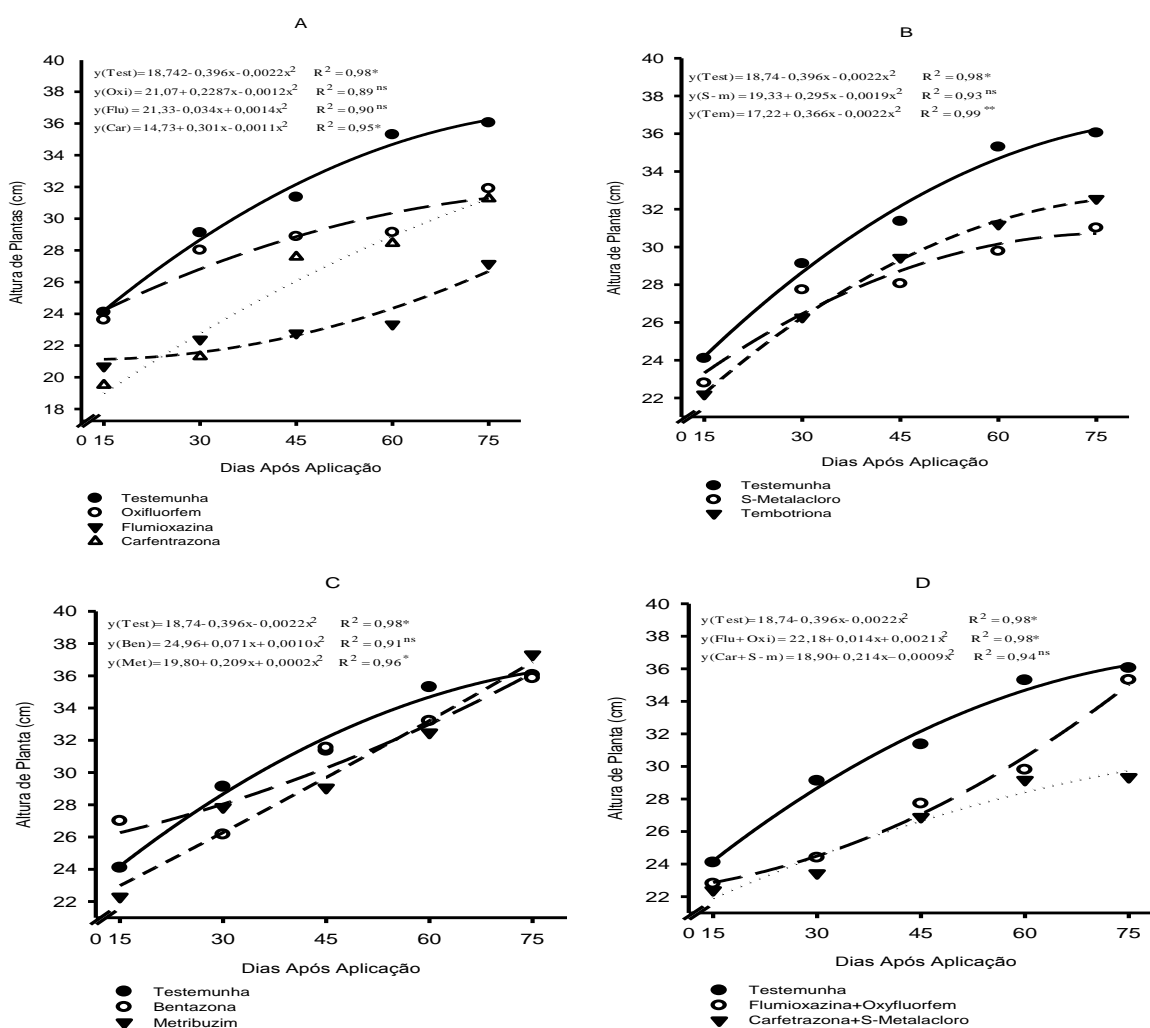 A
y(Test)=18,742-0,396x-0,0022x² R²=0,98*
y(Oxi)=21,07+0,2287x-0,0012x² R²=0,89ns
y(Flu)=21,33-0,034x+0,0014x² R²=0,90ns
y(Car)=14,73+0,301x-0,0011x² R²=0,95*
Altura de Plantas (cm)
40
38
36
34
32
30
28
26
24
22
20
18
0 15 30 45 60 75
Dias Após Aplicação
Testemunha
Oxifluorfem
Flumioxazina
Carfentrazona
B
y(Test)=18,74-0,396x-0,0022x² R²=0,98*
y(S-m)=19,33+0,295x-0,0019x² R²=0,93ns
y(Tem)=17,22+0,366x-0,0022x² R²=0,99**
Altura de Planta (cm)
40
38
36
34
32
30
28
26
24
22
0 15 30 45 60 75
Dias Após Aplicação
Testemunha
S-Metalacloro
Tembotriona
C
y(Test)=18,74-0,396x-0,0022x² R²=0,98*
y(Ben)=24,96+0,071x+0,0010x² R²=0,91ns
y(Met)=19,80+0,209x+0,0002x² R²=0,96*
Altura de Planta (cm)
40
38
36
34
32
30
28
26
24
22
0 15 30 45 60 75
Dias Após Aplicação
Testemunha
Bentazona
Metribuzim
D
y(Test)=18,74-0,396x-0,0022x² R²=0,98*
y(Flu+Oxi)=22,18+0,014x+0,0021x² R²=0,98*
y(Car+S-m)=18,90+0,214x-0,0009x² R²=0,94ns
Altura de Planta (cm)
40
38
36
34
32
30
28
26
24
22
0 15 30 45 60 75
Dias Após Aplicação
Testemunha
Flumioxazina+Oxyfluorfem
Carfetrazona+S-Metalacloro